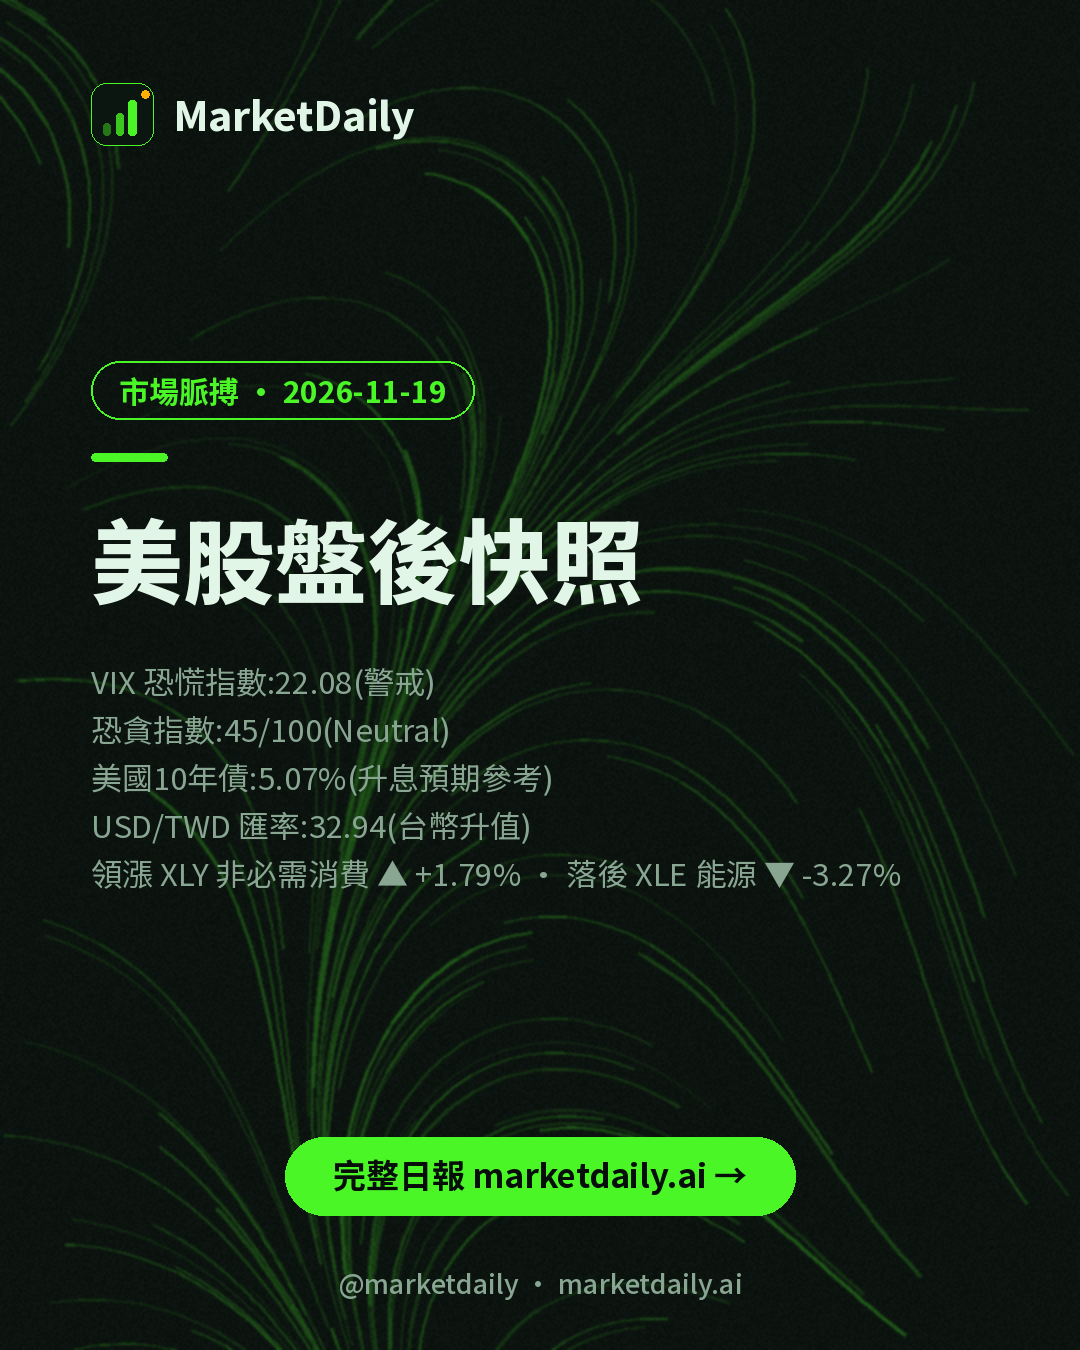 MarketDaily
市場脈搏 • 2026-11-19
美股盤後快照
VIX 恐慌指數:22.08(警戒)
恐貪指數:45/100(Neutral)
美國10年債:5.07%(升息預期參考)
USD/TWD 匯率:32.94(台幣升值)
領漲 XLY 非必需消費 ▲ +1.79% • 落後 XLE 能源 ▼ -3.27%
完整日報 marketdaily.ai →
@marketdaily • marketdaily.ai